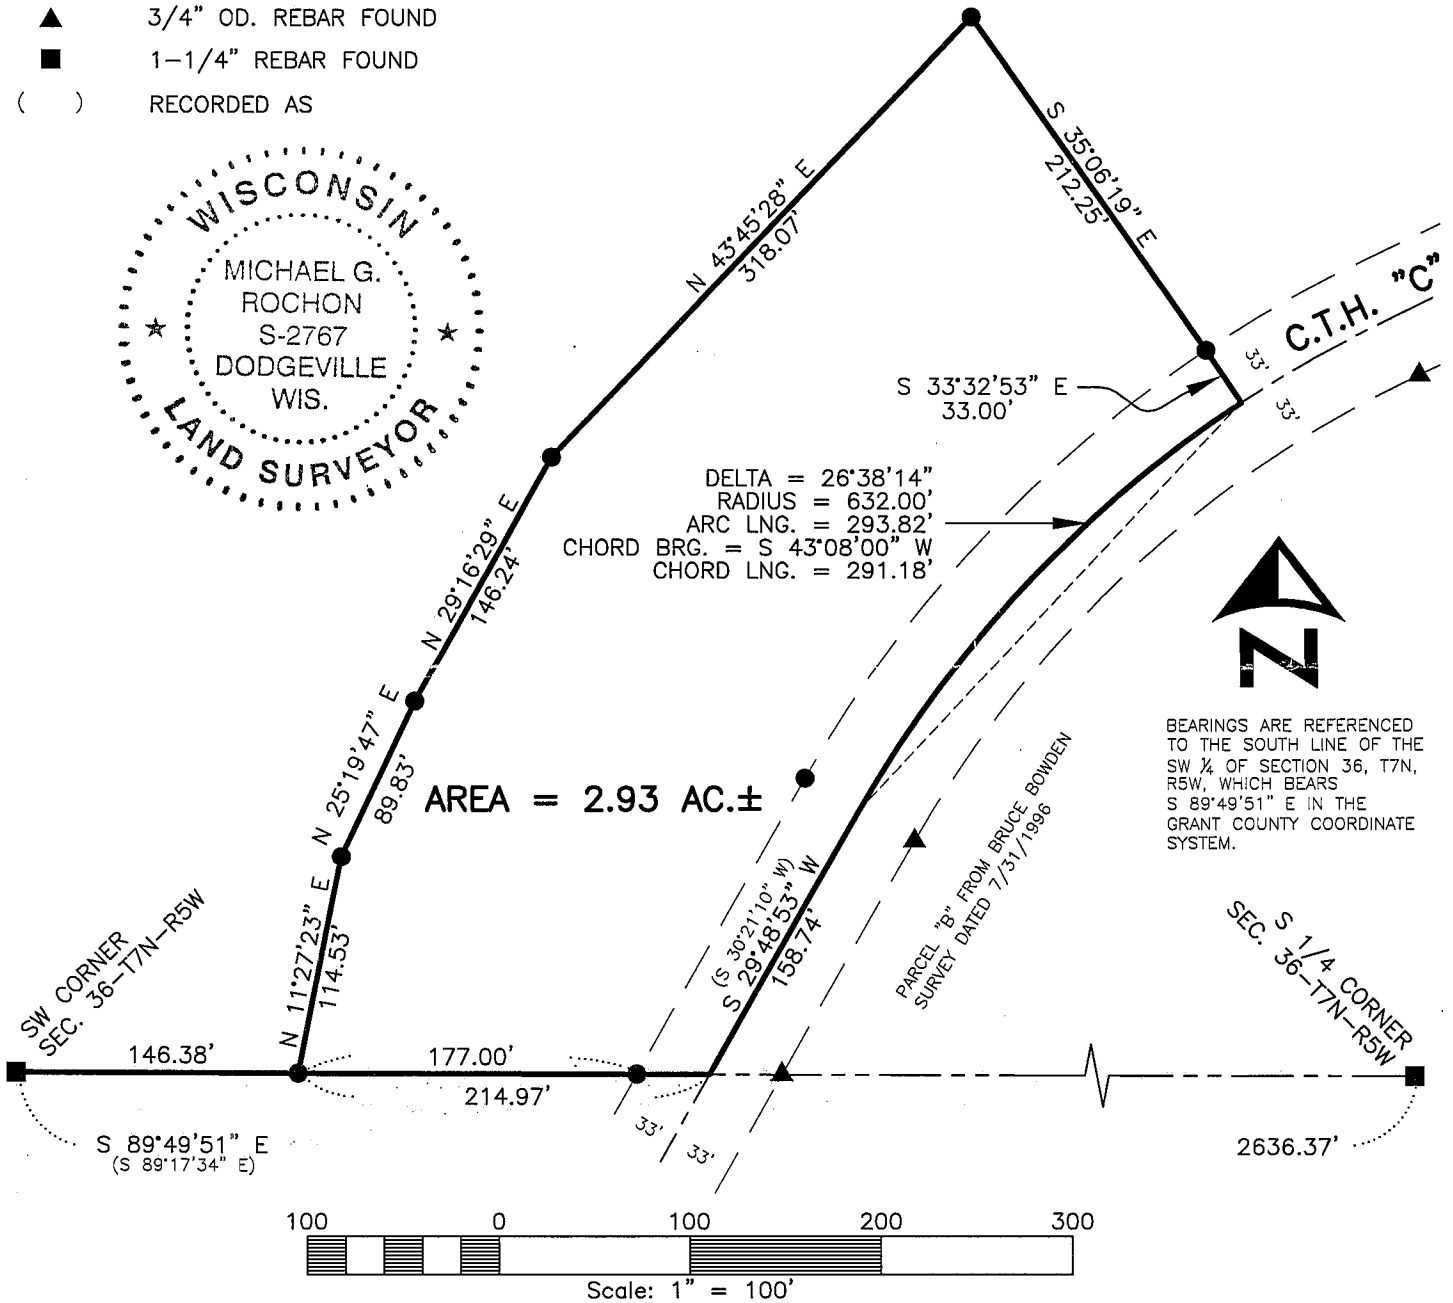 3/4" OD. REBAR FOUND
1-1/4" REBAR FOUND
( ) RECORDED AS
WISCONSIN
MICHAEL G.
ROCHON
S-2767
DODGEVILLE
WIS.
LAND SURVEYOR
N 43°45'28" E
318.07'
S 35°06'19" E
212.25'
C.T.H. "C"
33'
33'
S 33°32'53" E
33.00'
DELTA = 26°38'14"
RADIUS = 632.00'
ARC LNG. = 293.82'
CHORD BRG. = S 43°08'00" W
CHORD LNG. = 291.18'
N 29°16'29" E
146.24'
N
BEARINGS ARE REFERENCED
TO THE SOUTH LINE OF THE
SW ¼ OF SECTION 36, T7N,
R5W, WHICH BEARS
S 89°49'51" E IN THE
GRANT COUNTY COORDINATE
SYSTEM.
N 25°19'47" E
89.83'
AREA = 2.93 AC.±
PARCEL "B" FROM BRUCE BOWDEN
SURVEY DATED 7/31/1996
(S 30°21'10" W)
S 29°48'53" W
158.74'
N 11°27'23" E
114.53'
SW CORNER
SEC. 36-T7N-R5W
S 1/4 CORNER
SEC. 36-T7N-R5W
146.38'
177.00'
214.97'
S 89°49'51" E
(S 89°17'34" E)
33'
33'
2636.37'
100 0 100 200 300
Scale: 1" = 100'